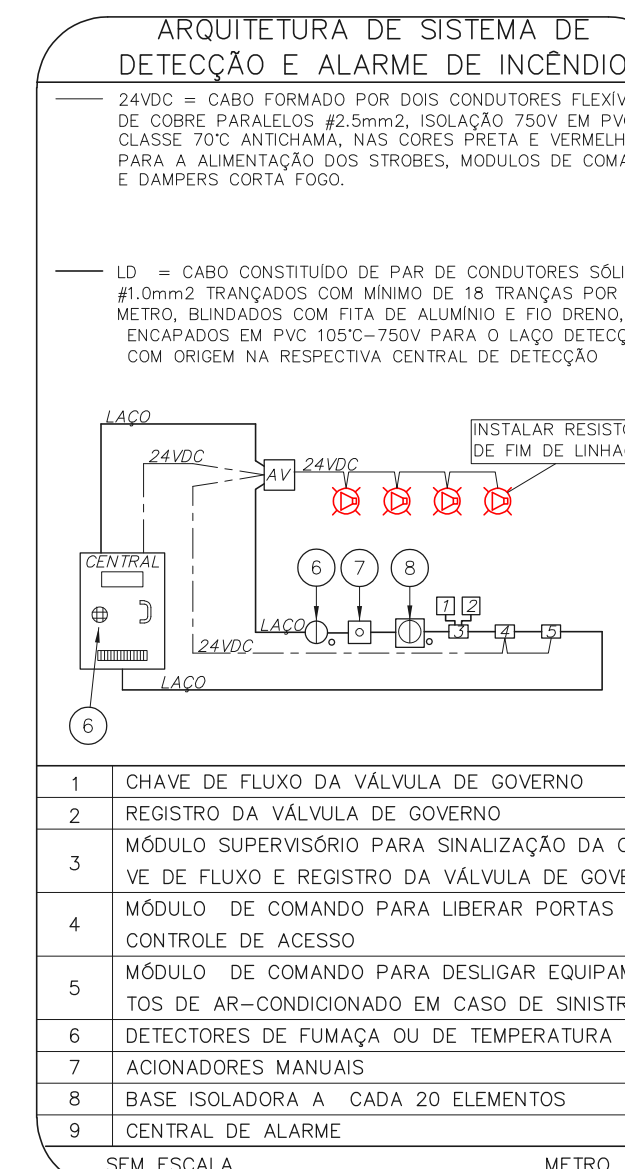 ARQUITETURA DE SISTEMA DE
DETECÇÃO E ALARME DE INCÊNDIO
24VDC = CABO FORMADO POR DOIS CONDUTORES FLEXÍV
DE COBRE PARALELOS #2.5mm2, ISOLAÇÃO 750V EM PVC
CLASSE 70°C ANTICHAMA, NAS CORES PRETA E VERMELH
PARA A ALIMENTAÇÃO DOS STROBES, MODULOS DE COMA
E DAMPERS CORTA FOGO.
LD = CABO CONSTITUÍDO DE PAR DE CONDUTORES SÓLI
#1.0mm2 TRANÇADOS COM MÍNIMO DE 18 TRANÇAS POR
METRO, BLINDADOS COM FITA DE ALUMÍNIO E FIO DRENO,
ENCAPADOS EM PVC 105°C-750V PARA O LAÇO DETECÇ
COM ORIGEM NA RESPECTIVA CENTRAL DE DETECÇÃO
LAÇO
INSTALAR RESISTO
DE FIM DE LINHA
24VDC
AV
24VDC
CENTRAL
6
7
8
1
2
LAÇO
3
4
5
24VDC
LAÇO
6
1 CHAVE DE FLUXO DA VÁLVULA DE GOVERNO
2 REGISTRO DA VÁLVULA DE GOVERNO
3 MÓDULO SUPERVISÓRIO PARA SINALIZAÇÃO DA C
VE DE FLUXO E REGISTRO DA VÁLVULA DE GOVE
4 MÓDULO DE COMANDO PARA LIBERAR PORTAS
CONTROLE DE ACESSO
5 MÓDULO DE COMANDO PARA DESLIGAR EQUIPAM
TOS DE AR-CONDICIONADO EM CASO DE SINISTR
6 DETECTORES DE FUMAÇA OU DE TEMPERATURA
7 ACIONADORES MANUAIS
8 BASE ISOLADORA A CADA 20 ELEMENTOS
9 CENTRAL DE ALARME
SEM ESCALA
METRO